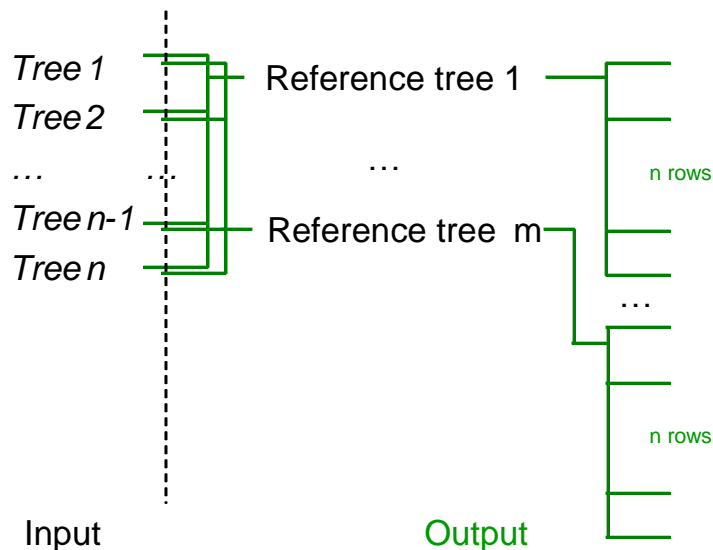 Tree 1
Reference tree 1
Tree 2
... ... ...
n rows
Tree n-1
Reference tree m
Tree n
...
n rows
Input
Output